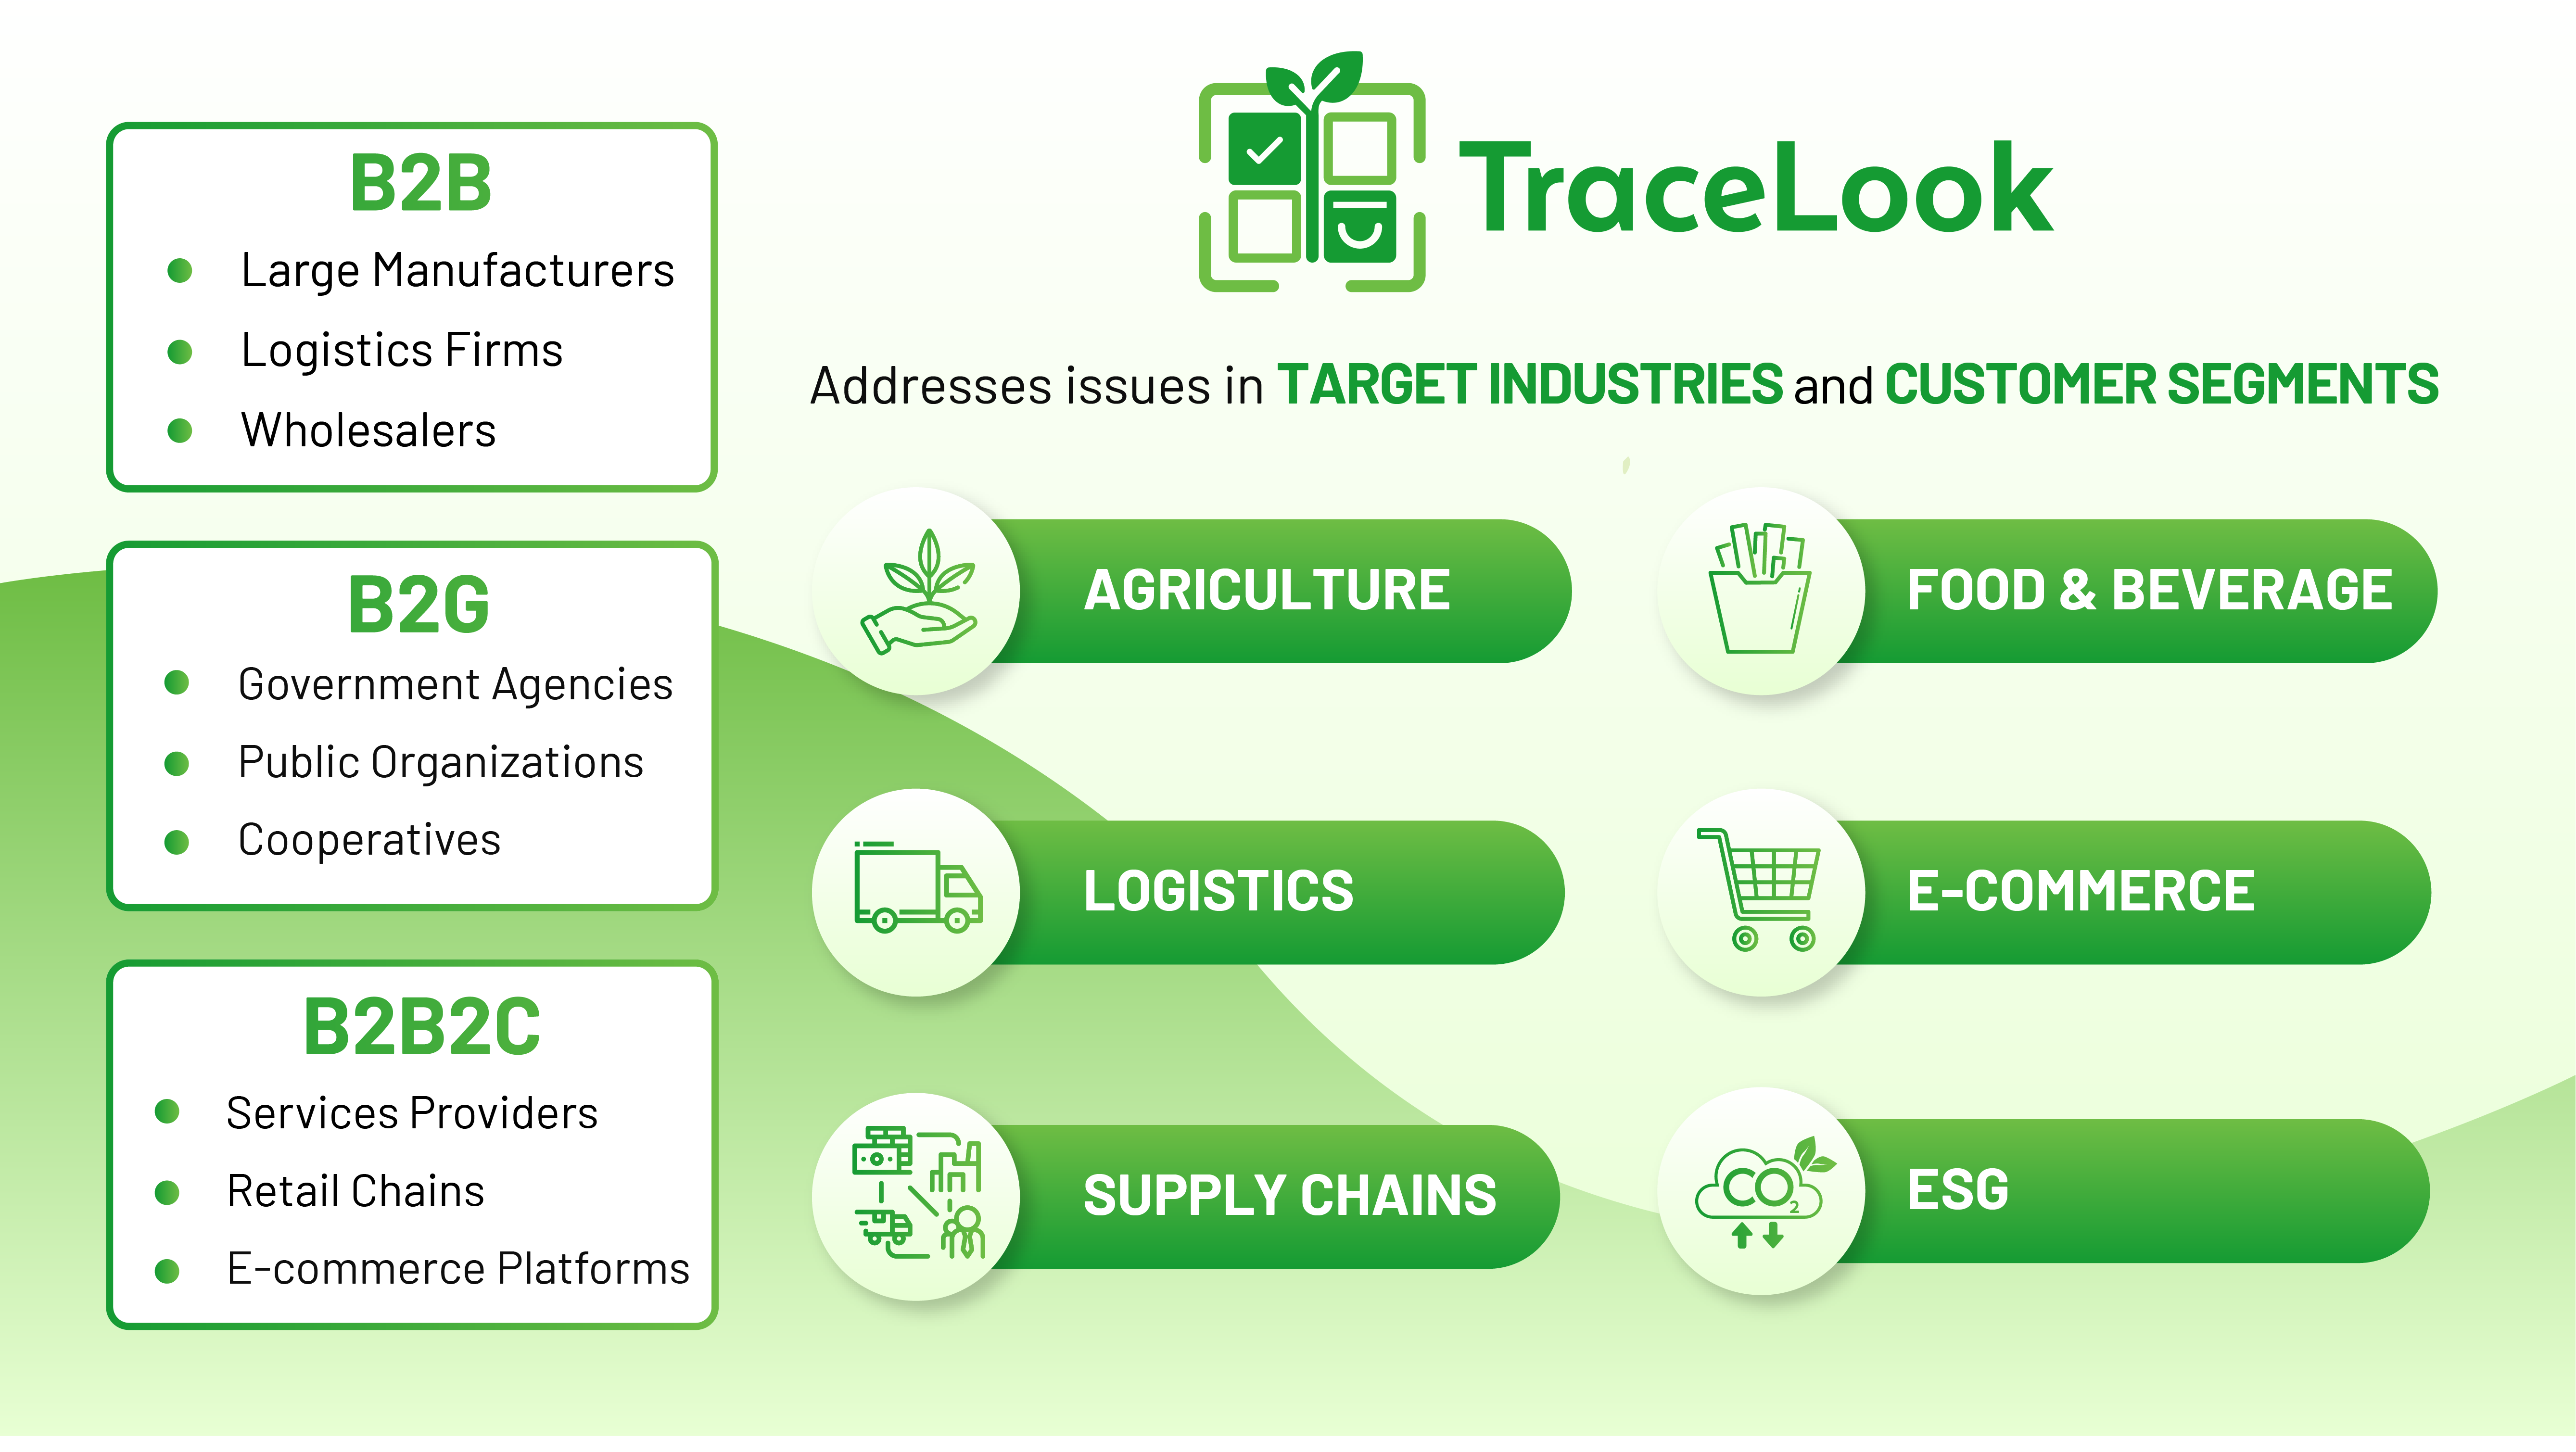 B2B
Large Manufacturers
Logistics Firms
Wholesalers
B2G
Government Agencies
Public Organizations
Cooperatives
B2B2C
Services Providers
Retail Chains
E-commerce Platforms
TraceLook
Addresses issues in TARGET INDUSTRIES and CUSTOMER SEGMENTS
AGRICULTURE
FOOD & BEVERAGE
LOGISTICS
E-COMMERCE
SUPPLY CHAINS
CO2
ESG